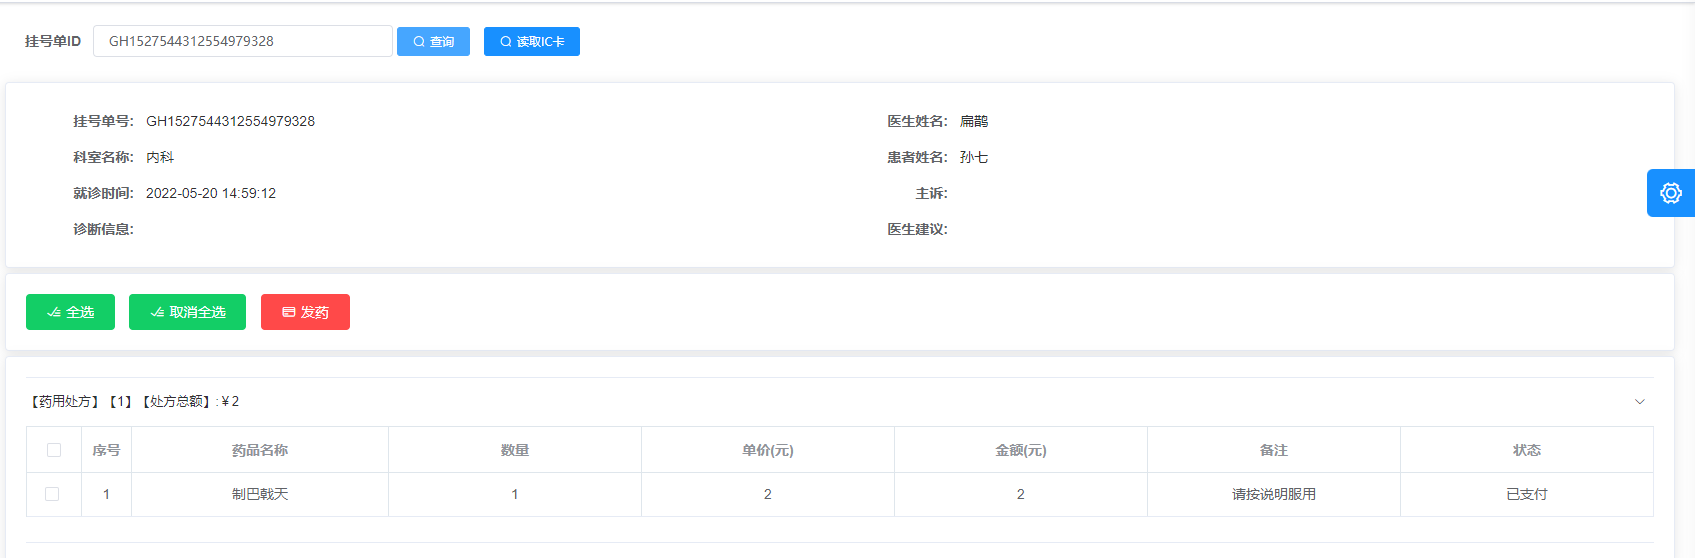 挂号单ID GH1527544312554979328 查询 读取IC卡
挂号单号: GH1527544312554979328 医生姓名: 扁鹊
科室名称: 内科 患者姓名: 孙七
就诊时间: 2022-05-20 14:59:12 主诉:
诊断信息: 医生建议:
全选 取消全选 发药
【药用处方】【1】【处方总额】:￥2
序号 药品名称 数量 单价(元) 金额(元) 备注 状态
1 制巴戟天 1 2 2 请按说明服用 已支付